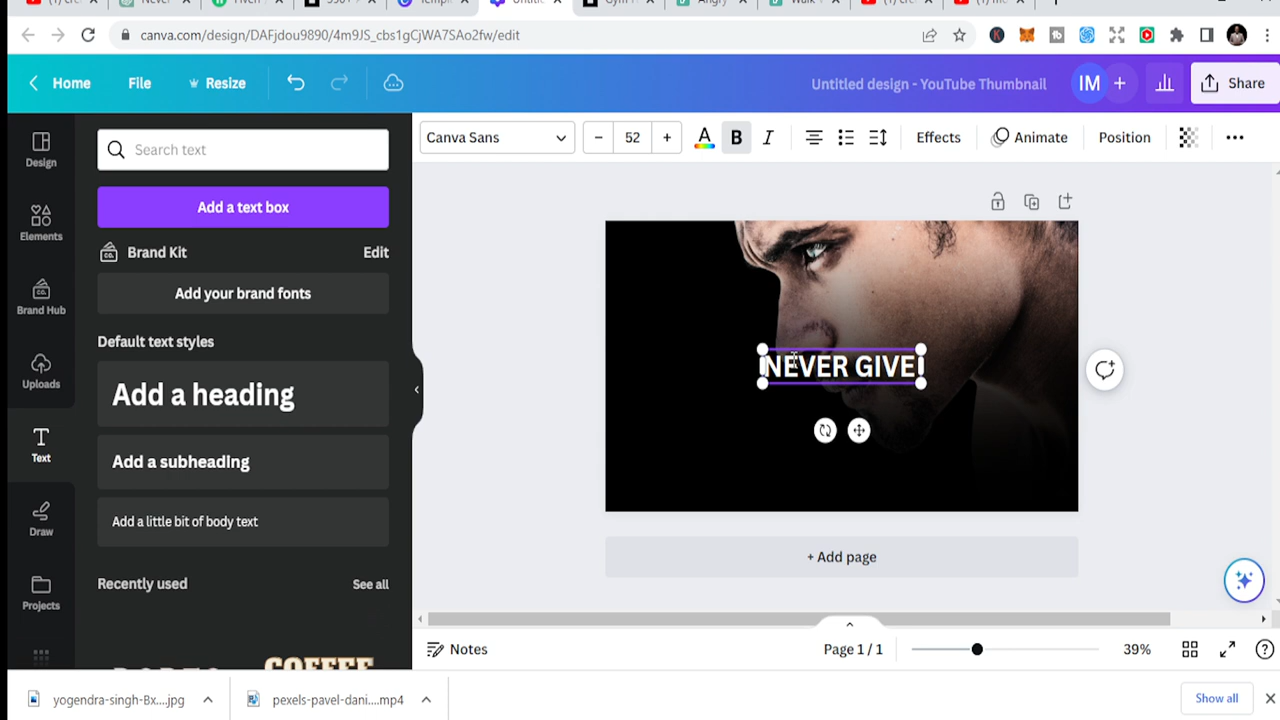 canva.com/design/DAFjdou9890/4m9JS_cbs1gCjWA7SAo2fw/edit
Home
File
Resize
Untitled design - YouTube Thumbnail
IM
Share
Canva Sans
52
A
B
I
Effects
Animate
Position
Design
Elements
Brand Hub
Uploads
Text
Draw
Projects
Search text
Add a text box
Brand Kit
Edit
Add your brand fonts
Default text styles
Add a heading
Add a subheading
Add a little bit of body text
Recently used
See all
COFFEE
NEVER GIVE
+ Add page
Notes
Page 1 / 1
39%
yogendra-singh-8x....jpg
pexels-pavel-dani....mp4
Show all